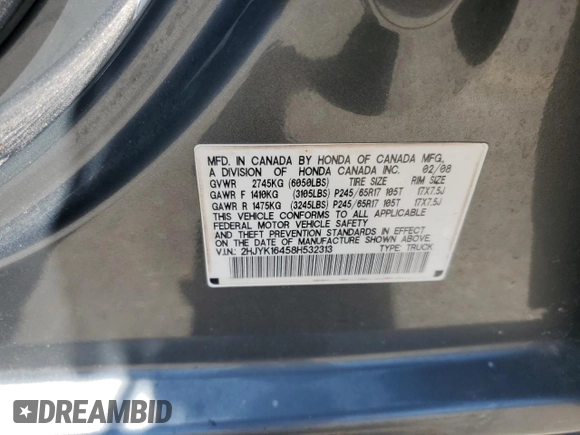 MFD. IN CANADA BY HONDA OF CANADA MFG.,
A DIVISION OF HONDA CANADA INC. 02/08
GVWR 2745KG (6050LBS) TIRE SIZE RIM SIZE
GAWR F 1410KG (3105LBS) P245/65R17 105T 17X7.5J
GAWR R 1475KG (3245LBS) P245/65R17 105T 17X7.5J
THIS VEHICLE CONFORMS TO ALL APPLICABLE
FEDERAL MOTOR VEHICLE SAFETY
AND THEFT PREVENTION STANDARDS IN EFFECT
ON THE DATE OF MANUFACTURE SHOWN ABOVE.
V.I.N.: 2HJYK16458H532313 TYPE: TRUCK
DREAMBID